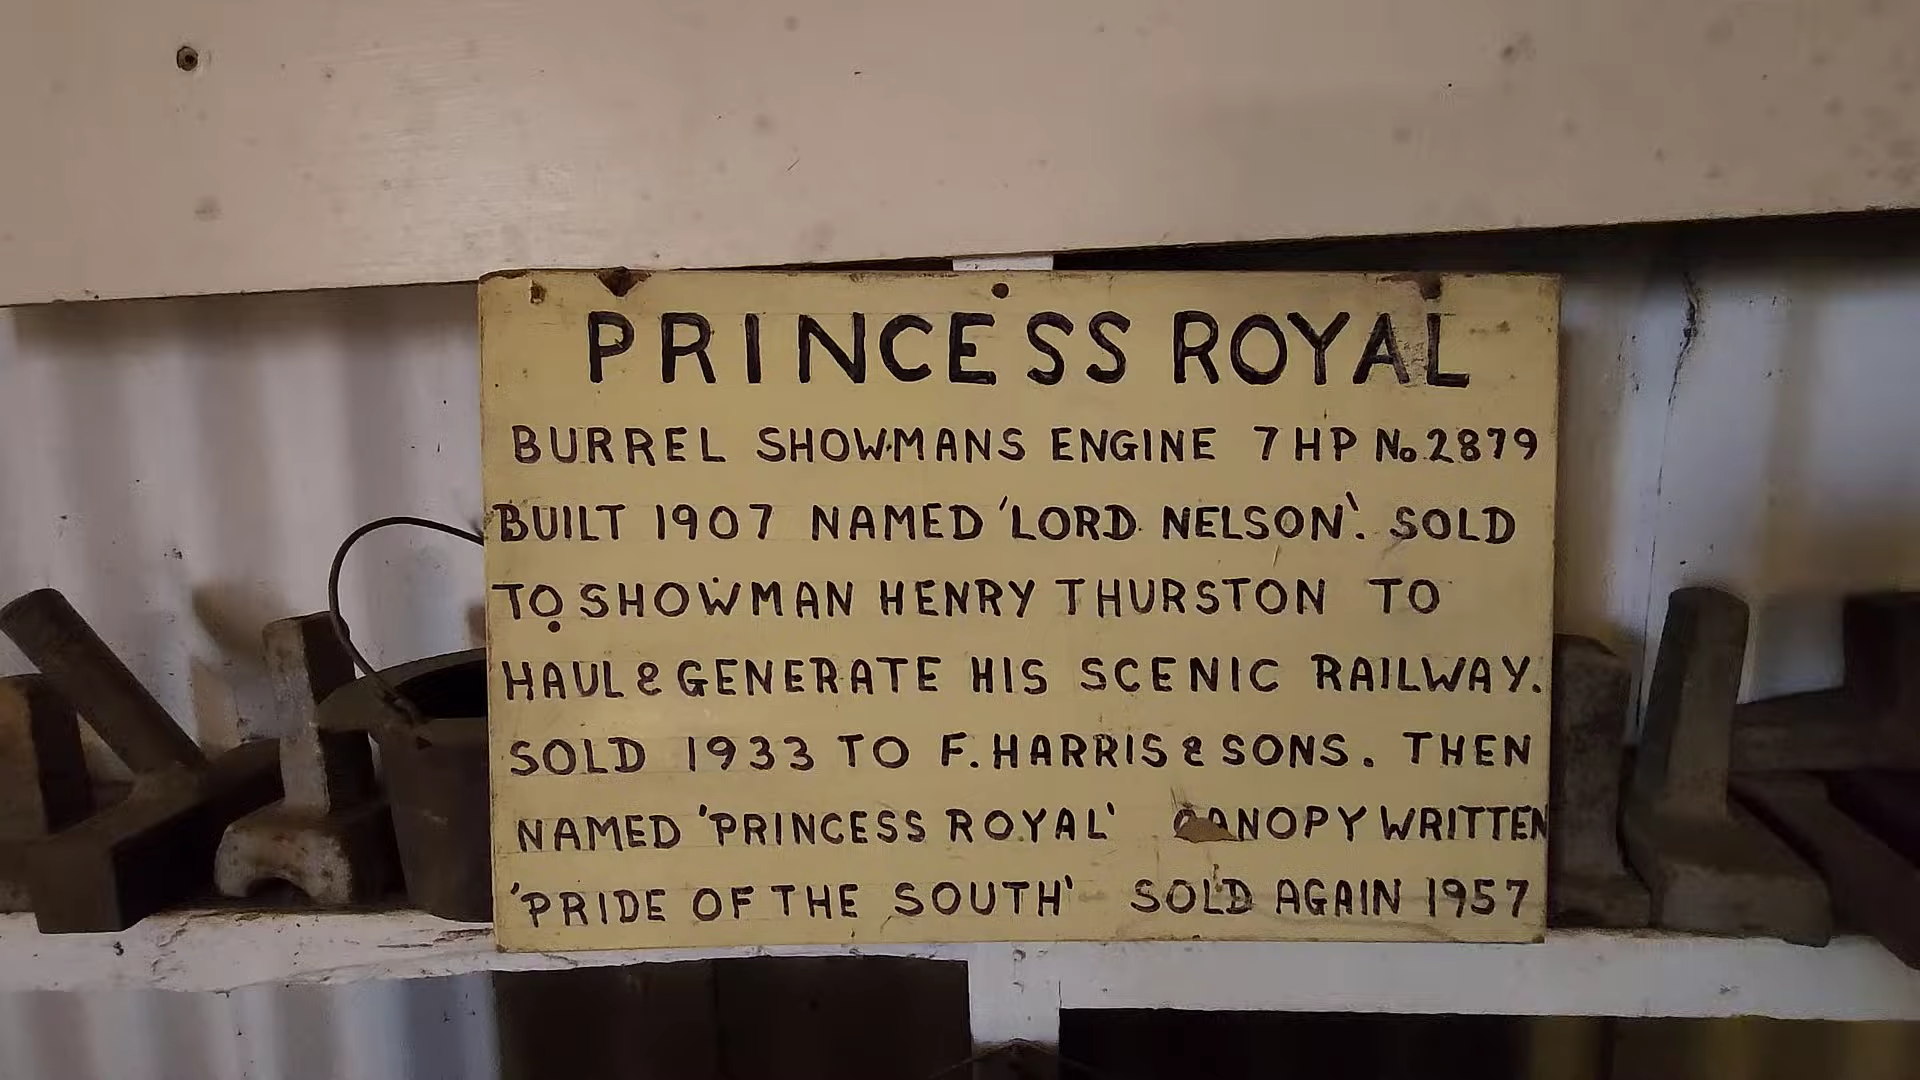 PRINCESS ROYAL
BURREL SHOWMANS ENGINE 7 HP No.2879
BUILT 1907 NAMED 'LORD NELSON'. SOLD
TO SHOWMAN HENRY THURSTON TO
HAUL & GENERATE HIS SCENIC RAILWAY.
SOLD 1933 TO F. HARRIS & SONS. THEN
NAMED 'PRINCESS ROYAL' CANOPY WRITTEN
'PRIDE OF THE SOUTH' SOLD AGAIN 1957